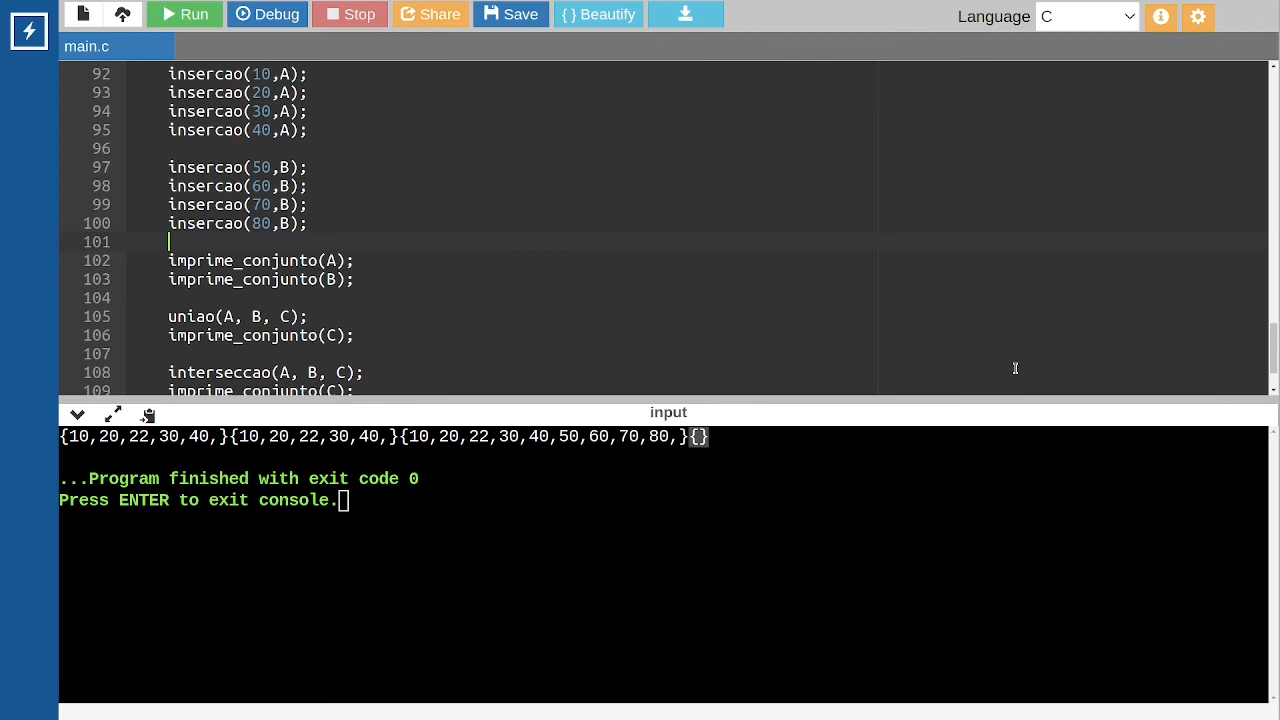 Run Debug Stop Share Save { } Beautify Language C
main.c
92 insercao(10,A);
93 insercao(20,A);
94 insercao(30,A);
95 insercao(40,A);
96
97 insercao(50,B);
98 insercao(60,B);
99 insercao(70,B);
100 insercao(80,B);
101
102 imprime_conjunto(A);
103 imprime_conjunto(B);
104
105 uniao(A, B, C);
106 imprime_conjunto(C);
107
108 interseccao(A, B, C);
109 imprime_conjunto(C);
input
{10,20,22,30,40,}{10,20,22,30,40,}{10,20,22,30,40,50,60,70,80,}{}
...Program finished with exit code 0
Press ENTER to exit console.